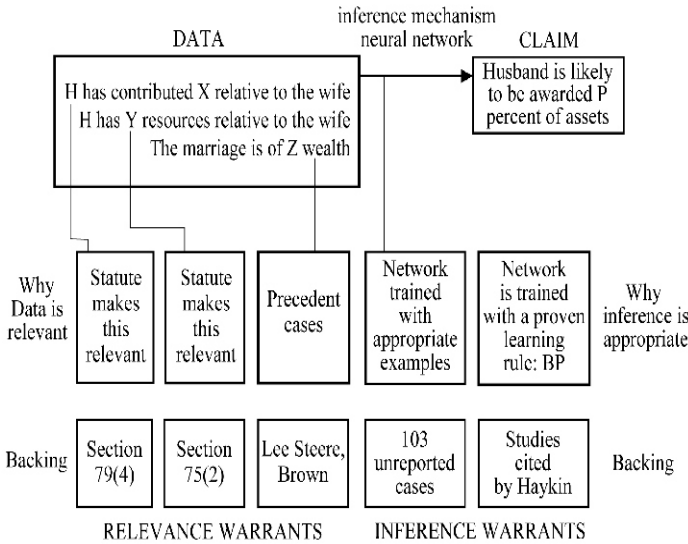 inference mechanism
neural network
DATA
CLAIM
H has contributed X relative to the wife
H has Y resources relative to the wife
The marriage is of Z wealth
Husband is likely
to be awarded P
percent of assets
Why
Data is
relevant
Statute
makes
this
relevant
Statute
makes
this
relevant
Precedent
cases
Network
trained
with
appropriate
examples
Network
is trained
with a proven
learning
rule: BP
Why
inference is
appropriate
Backing
Section
79(4)
Section
75(2)
Lee Steere,
Brown
103
unreported
cases
Studies
cited
by Haykin
Backing
RELEVANCE WARRANTS
INFERENCE WARRANTS